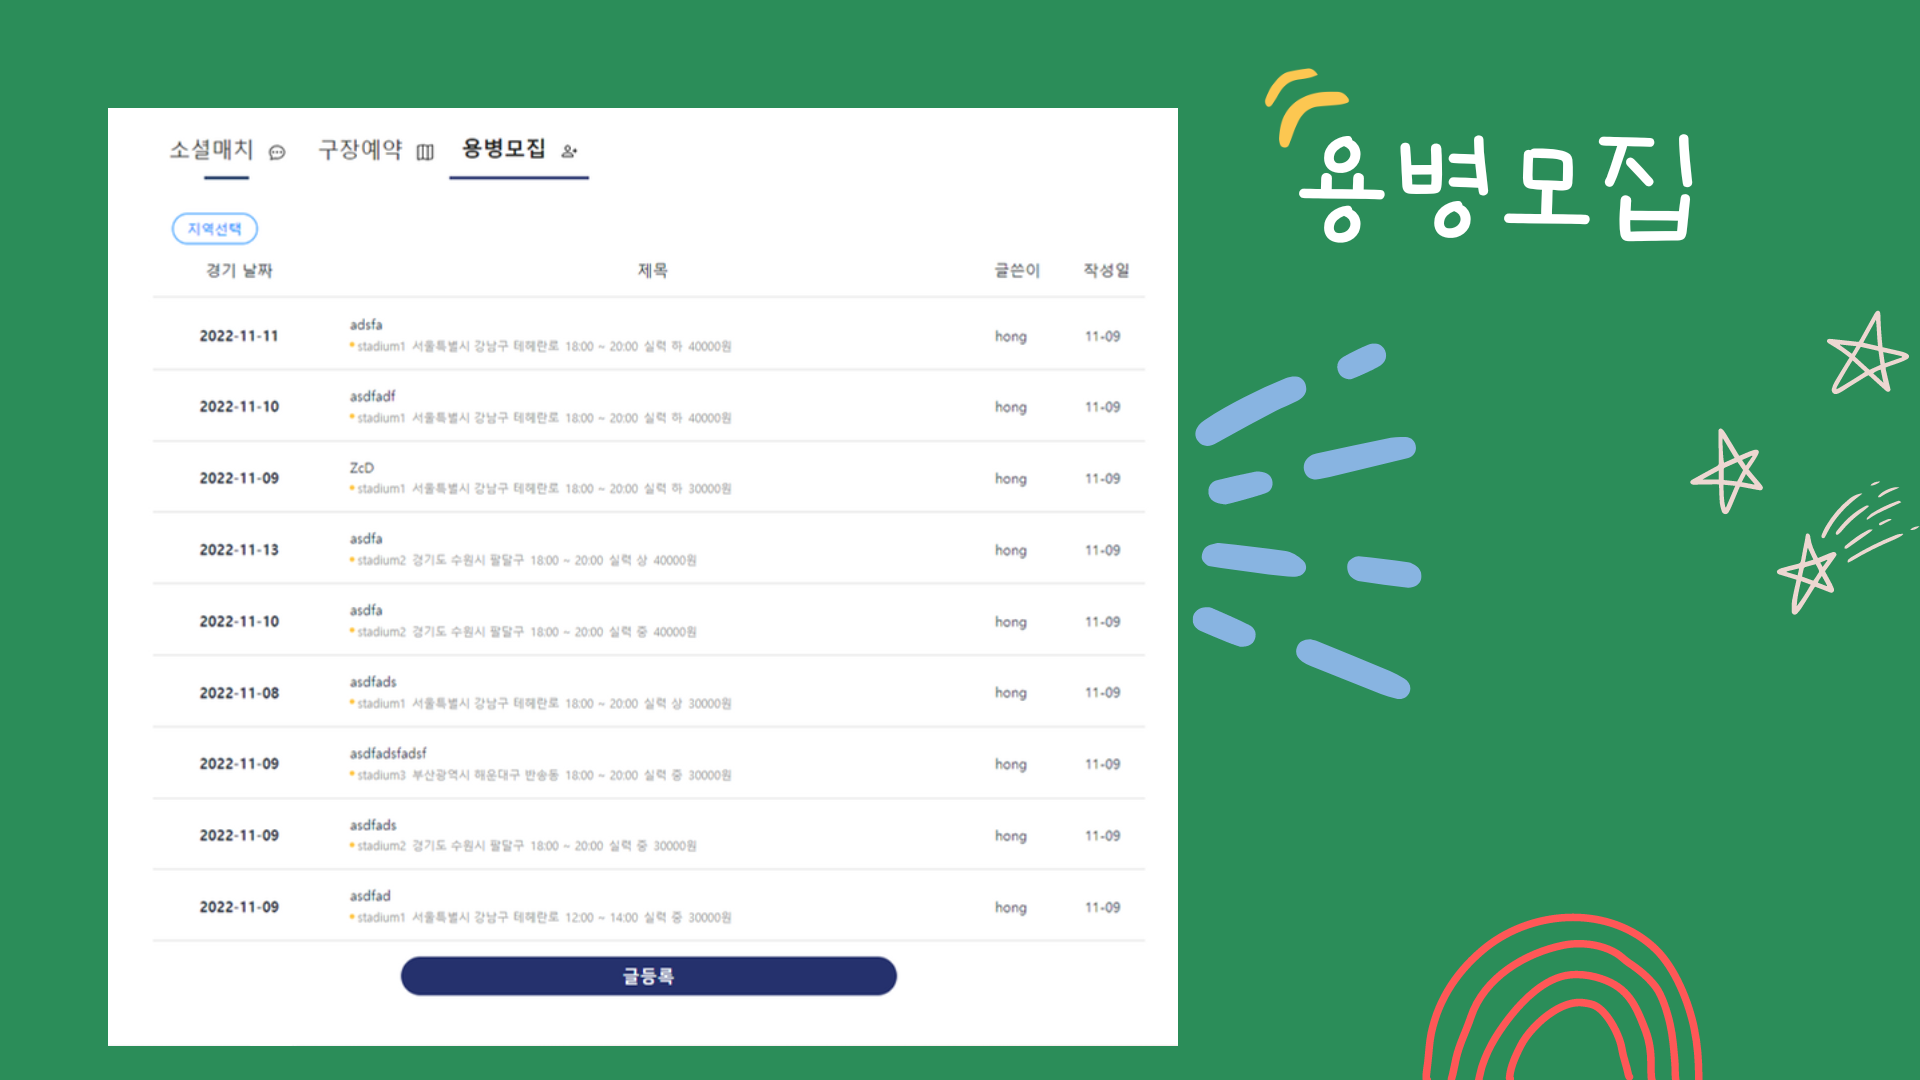 소셜매치 구장예약 용병모집
용병모집
지역선택
경기 날짜 제목 글쓴이 작성일
adsfa
2022-11-11 hong 11-09
stadium1 서울특별시 강남구 테헤란로 18:00 ~ 20:00 실력 하 40000원
asdfadf
2022-11-10 hong 11-09
stadium1 서울특별시 강남구 테헤란로 18:00 ~ 20:00 실력 하 40000원
ZcD
2022-11-09 hong 11-09
stadium1 서울특별시 강남구 테헤란로 18:00 ~ 20:00 실력 하 30000원
asdfa
2022-11-13 hong 11-09
stadium2 경기도 수원시 팔달구 18:00 ~ 20:00 실력 상 40000원
asdfa
2022-11-10 hong 11-09
stadium2 경기도 수원시 팔달구 18:00 ~ 20:00 실력 중 40000원
asdfads
2022-11-08 hong 11-09
stadium1 서울특별시 강남구 테헤란로 18:00 ~ 20:00 실력 상 30000원
asdfadsfadsf
2022-11-09 hong 11-09
stadium3 부산광역시 해운대구 반송동 18:00 ~ 20:00 실력 중 30000원
asdfads
2022-11-09 hong 11-09
stadium2 경기도 수원시 팔달구 18:00 ~ 20:00 실력 중 30000원
asdfad
2022-11-09 hong 11-09
stadium1 서울특별시 강남구 테헤란로 12:00 ~ 14:00 실력 중 30000원
글등록